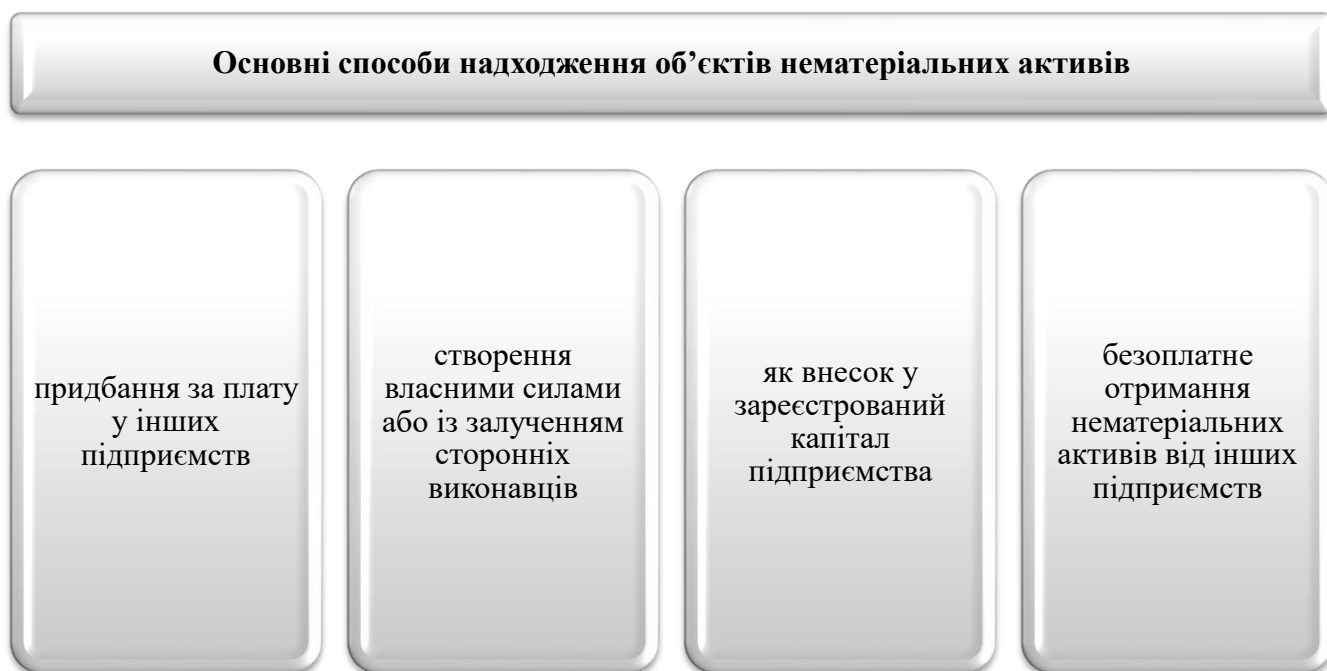 Основні способи надходження об’єктів нематеріальних активів
придбання за плату
у інших
підприємств
створення
власними силами
або із залученням
сторонніх
виконавців
як внесок у
зареєстрований
капітал
підприємства
безоплатне
отримання
нематеріальних
активів від інших
підприємств